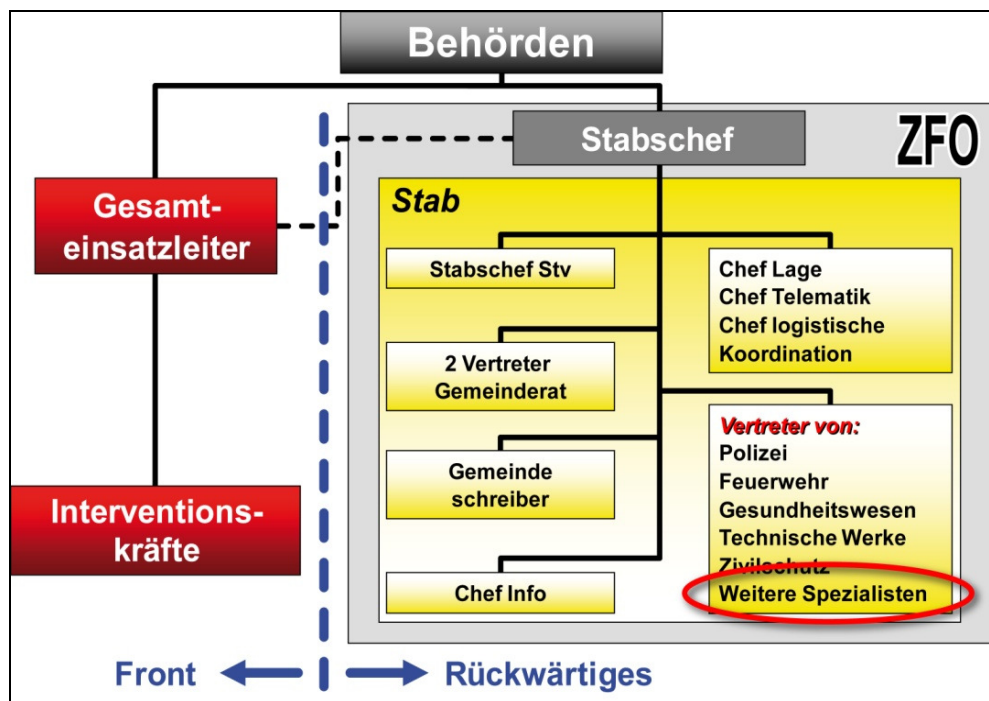 Behörden
ZFO
Stabschef
Gesamt-
einsatzleiter
Stab
Stabschef Stv
Chef Lage
Chef Telematik
Chef logistische
Koordination
2 Vertreter
Gemeinderat
Vertreter von:
Polizei
Feuerwehr
Gesundheitswesen
Technische Werke
Zivilschutz
Weitere Spezialisten
Gemeinde
schreiber
Interventions-
kräfte
Chef Info
Front
Rückwärtiges